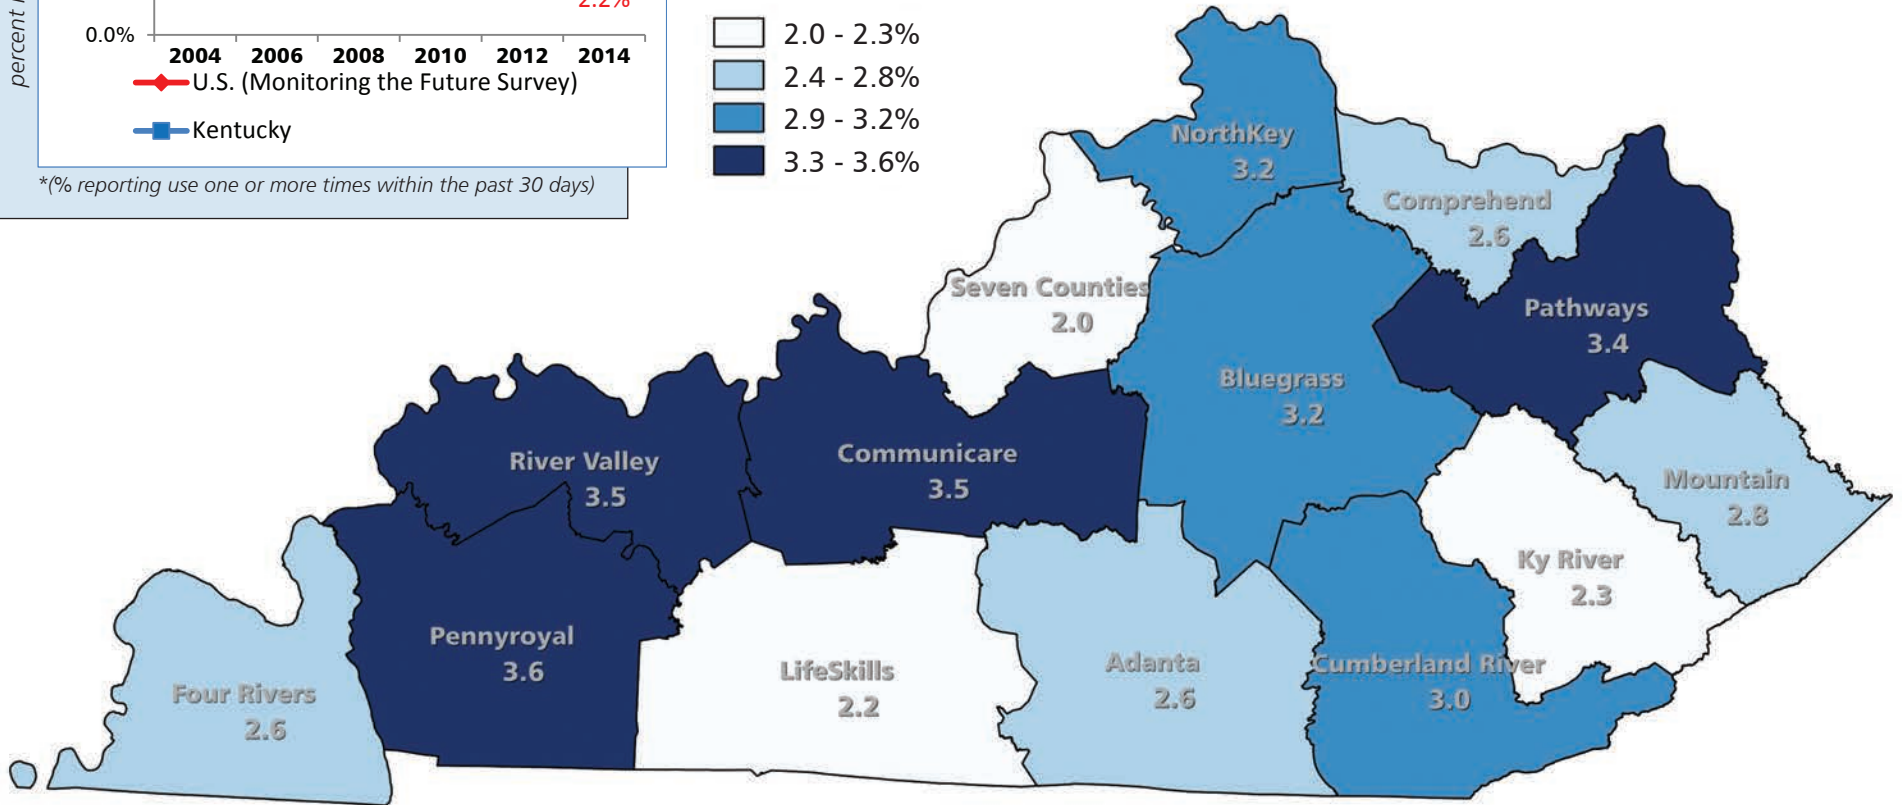 percent
2.2%
0.0%
2004 2006 2008 2010 2012 2014
U.S. (Monitoring the Future Survey)
Kentucky
*(% reporting use one or more times within the past 30 days)
2.0 - 2.3%
2.4 - 2.8%
2.9 - 3.2%
3.3 - 3.6%
NorthKey
3.2
Comprehend
2.6
Seven Counties
2.0
Pathways
3.4
Bluegrass
3.2
River Valley
3.5
Communicare
3.5
Mountain
2.8
Ky River
2.3
Pennyroyal
3.6
LifeSkills
2.2
Adanta
2.6
Cumberland River
3.0
Four Rivers
2.6